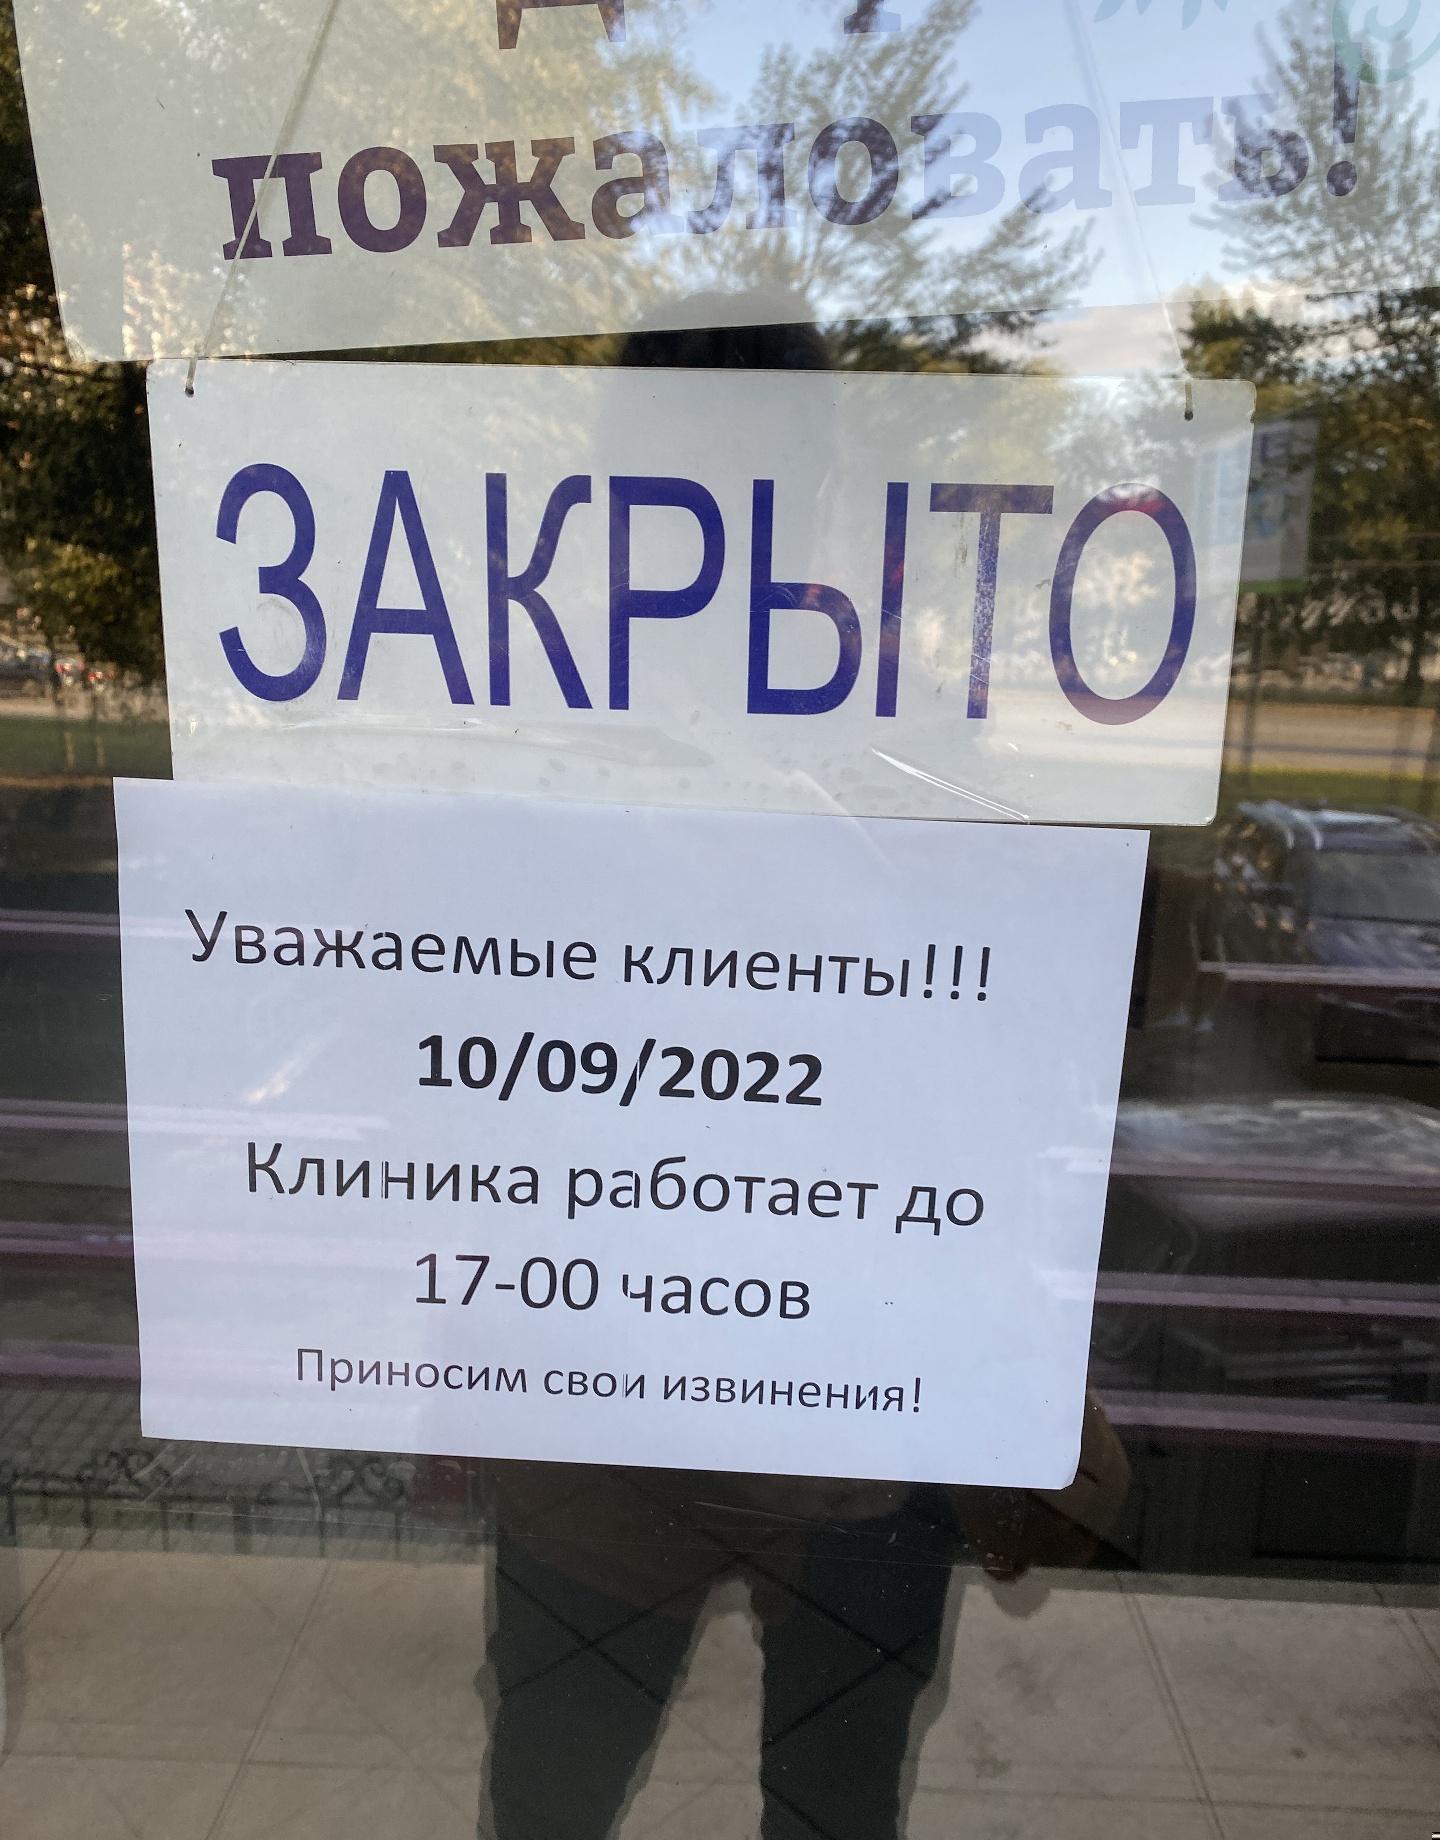 пожаловать!
ЗАКРЫТО
Уважаемые клиенты!!!
10/09/2022
Клиника работает до
17-00 часов
Приносим свои извинения!